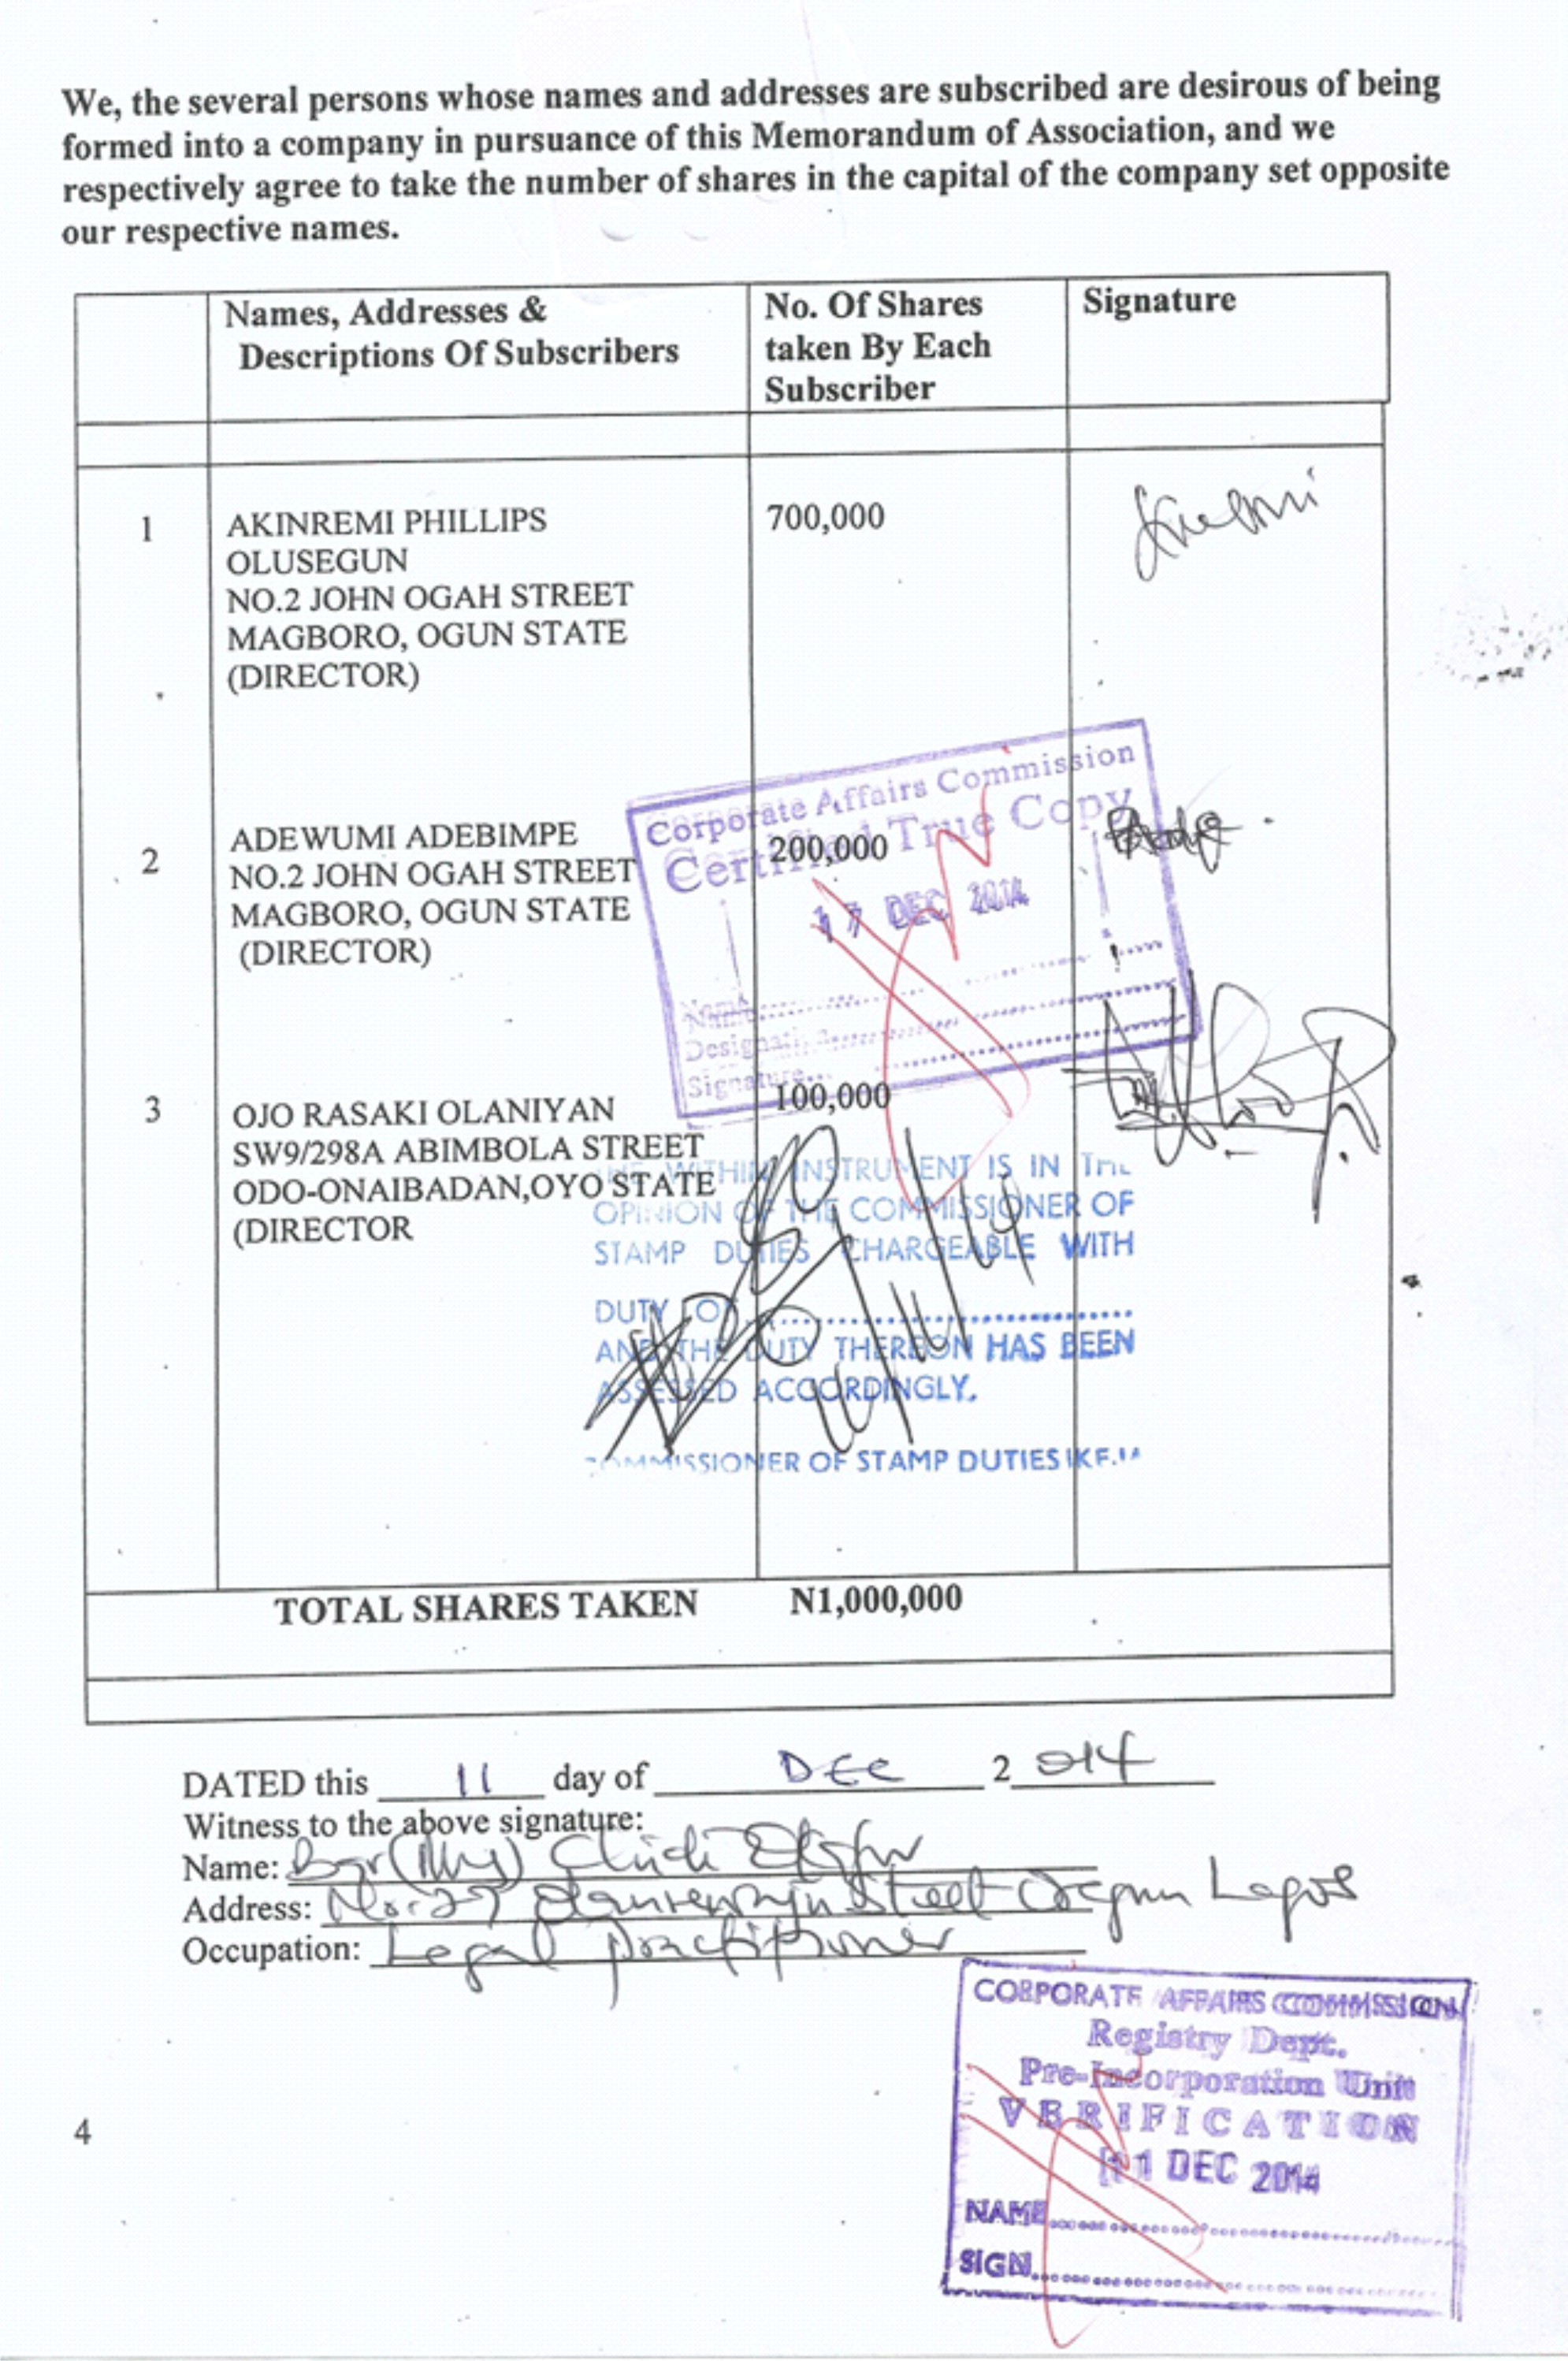 We, the several persons whose names and addresses are subscribed are desirous of being
formed into a company in pursuance of this Memorandum of Association, and we
respectively agree to take the number of shares in the capital of the company set opposite
our respective names.
Names, Addresses &
Descriptions Of Subscribers
No. Of Shares
taken By Each
Subscriber
Signature
1
AKINREMI PHILLIPS
OLUSEGUN
NO.2 JOHN OGAH STREET
MAGBORO, OGUN STATE
(DIRECTOR)
700,000
2
ADEWUMI ADEBIMPE
NO.2 JOHN OGAH STREET
MAGBORO, OGUN STATE
(DIRECTOR)
200,000
Corporate Affairs Commission
Certified True Copy
17 DEC 2014
Name
Designati
Signature
3
OJO RASAKI OLANIYAN
SW9/298A ABIMBOLA STREET
ODO-ONAIBADAN,OYO STATE
(DIRECTOR
100,000
THE WITHIN INSTRUMENT IS IN THE
OPINION OF THE COMMISSIONER OF
STAMP DUTIES CHARGEABLE WITH
DUTY OF
AND THE DUTY THEREON HAS BEEN
ASSESSED ACCORDINGLY.
COMMISSIONER OF STAMP DUTIES
TOTAL SHARES TAKEN N1,000,000
DATED this 11 day of DEC 2 014
Witness to the above signature:
Name: Bar (Mrs) Chidi
Address: No. 27 Street Lagos
Occupation: Legal Practitioner
CORPORATE AFFAIRS COMMISSION
Registry Dept.
Pre-Incorporation Unit
VERIFICATION
11 DEC 2014
NAME
SIGN
4